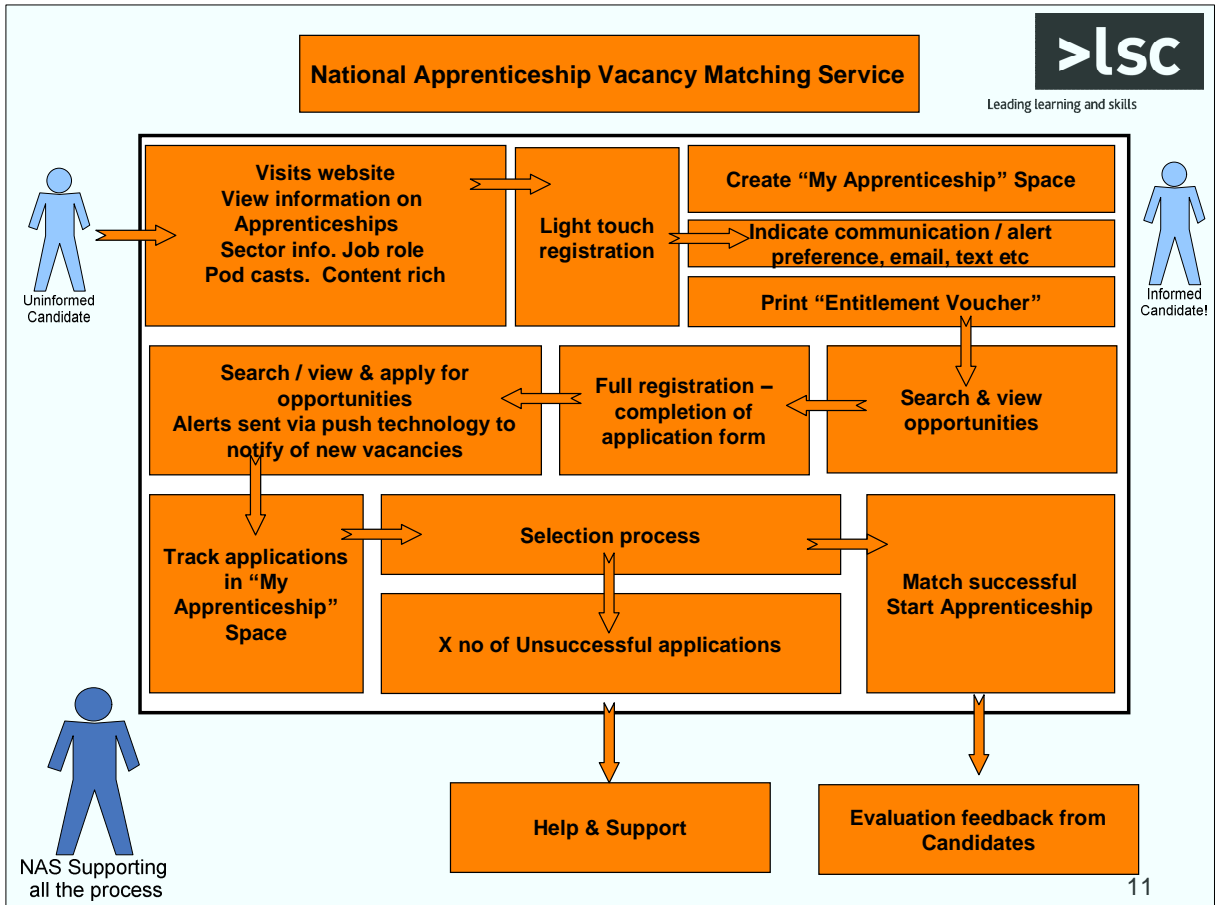 National Apprenticeship Vacancy Matching Service
>lsc
Leading learning and skills
Uninformed
Candidate
Visits website
View information on
Apprenticeships
Sector info. Job role
Pod casts.  Content rich
Light touch
registration
Create “My Apprenticeship” Space
Indicate communication / alert
preference, email, text etc
Print “Entitlement Voucher”
Informed
Candidate!
Search / view & apply for
opportunities
Alerts sent via push technology to
notify of new vacancies
Full registration –
completion of
application form
Search & view
opportunities
Track applications
in “My
Apprenticeship”
Space
Selection process
X no of Unsuccessful applications
Match successful
Start Apprenticeship
NAS Supporting
all the process
Help & Support
Evaluation feedback from
Candidates
11